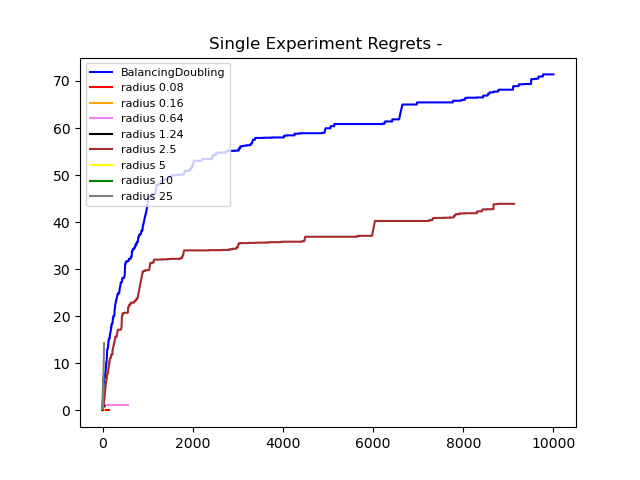 Single Experiment Regrets -
BalancingDoubling
radius 0.08
radius 0.16
radius 0.64
radius 1.24
radius 2.5
radius 5
radius 10
radius 25
70
60
50
40
30
20
10
0
0 2000 4000 6000 8000 10000